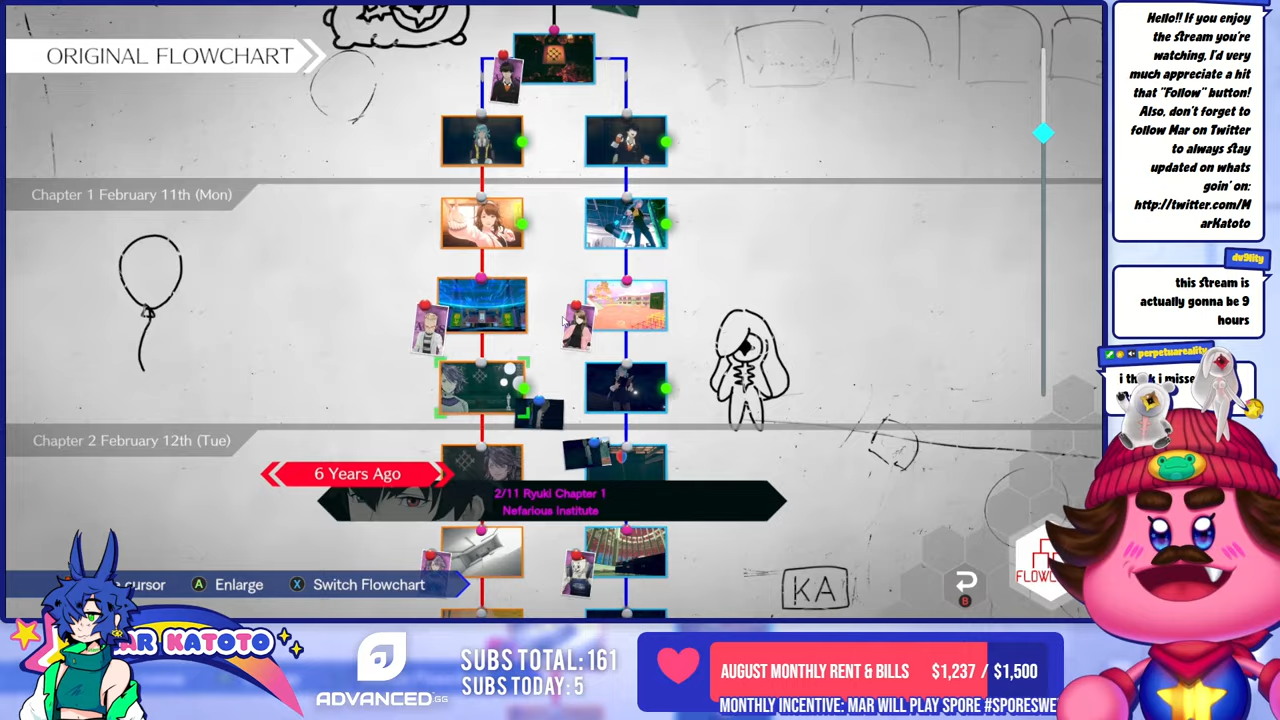 ORIGINAL FLOWCHART
Chapter 1 February 11th (Mon)
Chapter 2 February 12th (Tue)
6 Years Ago
2/11 Ryuki Chapter 1
Nefarious Institute
KA
cursor
A Enlarge
X Switch Flowchart
B
Hello!! If you enjoy
the stream you're
watching, I'd very
much appreciate a hit
that "Follow" button!
Also, don't forget to
follow Mar on Twitter
to always stay
updated on whats
goin' on:
http://twitter.com/M
arKatoto
dv9lity
this stream is
actually gonna be 9
hours
perpetuareality
i think i
AR KATOTO
ADVANCED.GG
SUBS TOTAL: 161
SUBS TODAY: 5
AUGUST MONTHLY RENT & BILLS $1,237 / $1,500
MONTHLY INCENTIVE: MAR WILL PLAY SPORE #SPORESWE